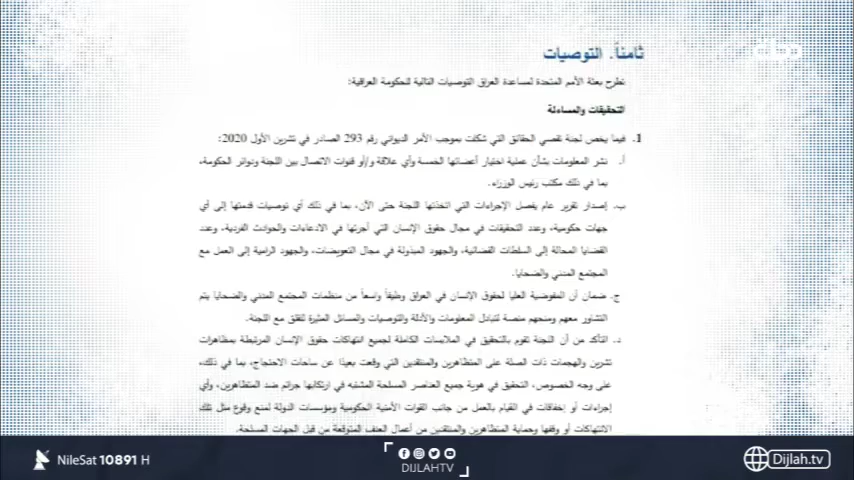 ثامناً. التوصيات
دجلة
تطرح بعثة الأمم المتحدة لمساعدة العراق التوصيات التالية للحكومة العراقية:
التحقيقات والمساءلة
1. فيما يخص لجنة تقصي الحقائق التي شكلت بموجب الأمر الديواني رقم 293 الصادر في تشرين الأول 2020:
أ. نشر المعلومات بشأن عملية اختيار أعضائها الخمسة وأي علاقة و/أو قنوات الاتصال بين اللجنة ودوائر الحكومة،
بما في ذلك مكتب رئيس الوزراء.
ب. إصدار تقرير عام يفصل الإجراءات التي اتخذتها اللجنة حتى الآن، بما في ذلك أي توصيات قدمتها إلى أي
جهات حكومية، وعدد التحقيقات في مجال حقوق الإنسان التي أجرتها في الادعاءات والحوادث الفردية، وعدد
القضايا المحالة إلى السلطات القضائية، والجهود المبذولة في مجال التعويضات، والجهود الرامية إلى العمل مع
المجتمع المدني والضحايا.
ج. ضمان أن المفوضية العليا لحقوق الإنسان في العراق وطيفاً واسعاً من منظمات المجتمع المدني والضحايا يتم
التشاور معهم ومنحهم منصة لتبادل المعلومات والأدلة والتوصيات والمسائل المثيرة للقلق مع اللجنة.
د. التأكد من أن اللجنة تقوم بالتحقيق في الملابسات الكاملة لجميع انتهاكات حقوق الإنسان المرتبطة بمظاهرات
تشرين والهجمات ذات الصلة على المتظاهرين والمنتقدين التي وقعت بعيدًا عن ساحات الاحتجاج، بما في ذلك،
على وجه الخصوص، التحقيق في هوية جميع العناصر المسلحة المشتبه في ارتكابها جرائم ضد المتظاهرين، وأي
إجراءات أو إخفاقات في القيام بالعمل من جانب القوات الأمنية الحكومية ومؤسسات الدولة لمنع وقوع مثل تلك
الانتهاكات أو وقفها وحماية المتظاهرين والمنتقدين من أعمال العنف المتوقعة من قبل الجهات المسلحة.
NileSat 10891 H
DIJLAHTV
Dijlah.tv